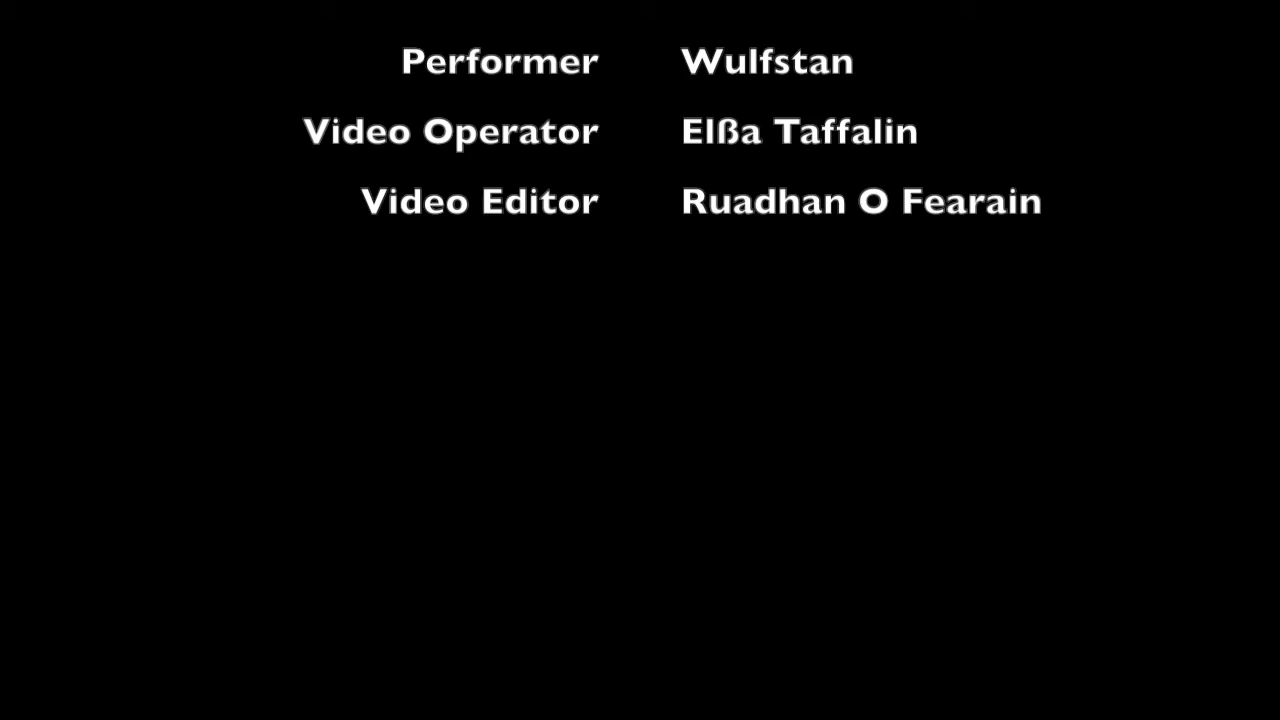 Performer Wulfstan
Video Operator Elßa Taffalin
Video Editor Ruadhan O Fearain